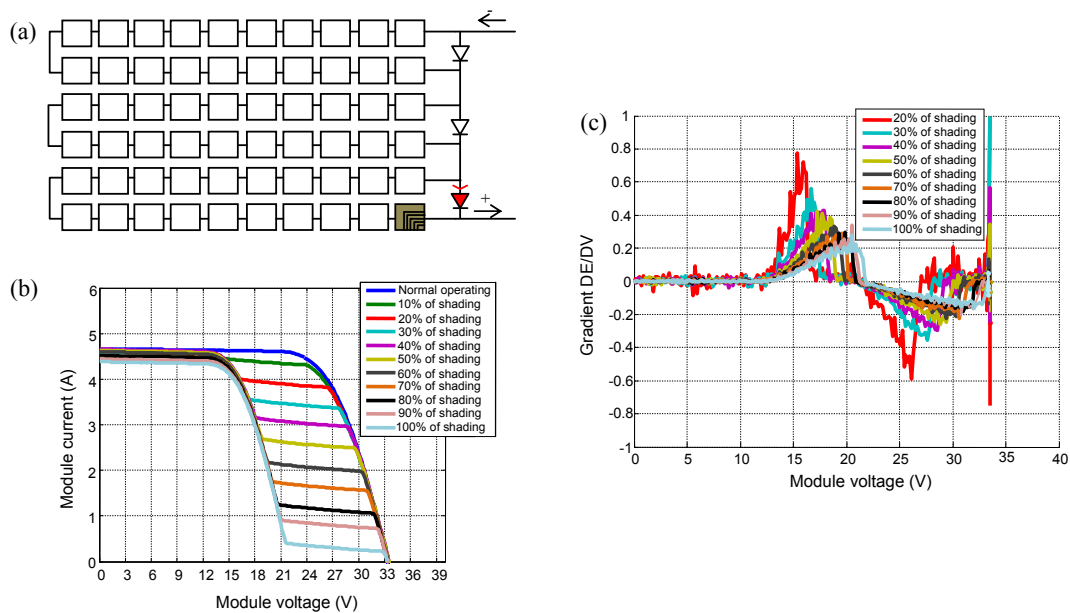 (a)
-
+
(b)
Module current (A)
6
5
4
3
2
1
0
0 3 6 9 12 15 18 21 24 27 30 33 36 39
Module voltage (V)
Normal operating
10% of shading
20% of shading
30% of shading
40% of shading
50% of shading
60% of shading
70% of shading
80% of shading
90% of shading
100% of shading
(c)
Gradient DE/DV
1
0.8
0.6
0.4
0.2
0
-0.2
-0.4
-0.6
-0.8
-1
0 5 10 15 20 25 30 35 40
Module voltage (V)
20% of shading
30% of shading
40% of shading
50% of shading
60% of shading
70% of shading
80% of shading
90% of shading
100% of shading